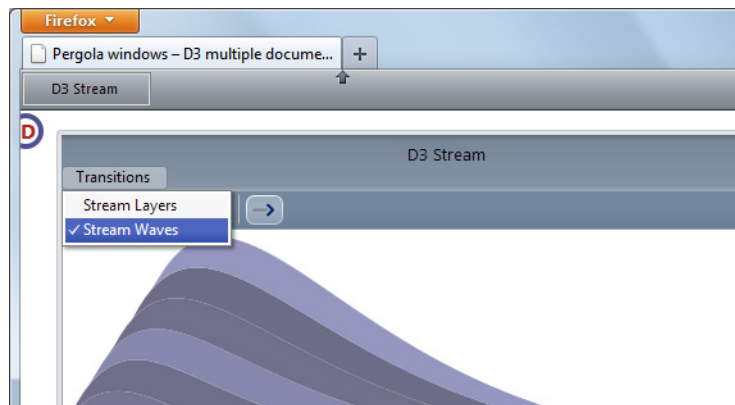 Firefox
Pergola windows – D3 multiple docume...
D3 Stream
D
D3 Stream
Transitions
Stream Layers
Stream Waves